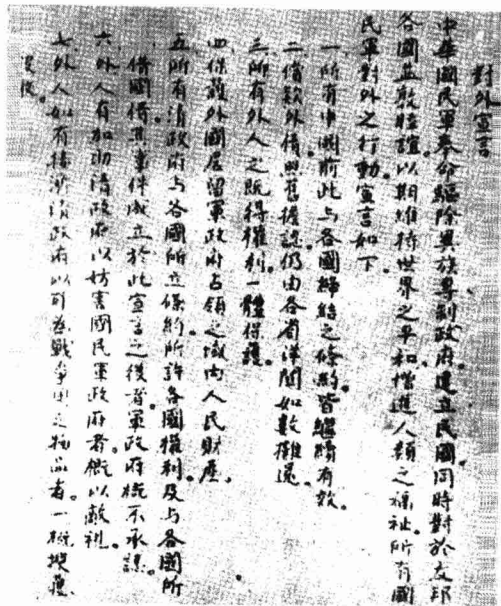 對外宣言
中華國民軍奉命驅除異族專制政府建立民國同時對於友邦
各國益敦睦誼以期維持世界之平和增進人類之福祉。所有國
民軍對外之行動宣言如下。
一所有中國前此与各國締結之條約皆繼續有效。
二償欵外債照舊擔認仍由各省洋關如數攤還。
三所有外人之既得權利一體保護。
四保護外國居留軍政府占領之域內人民財產。
五所有清政府与各國所立條約所許各國權利及与各國所
借國債其事件成立於此宣言之後者軍政府概不承認。
六外人有加助清政府以妨害國民軍政府者概以敵視。
七外人如有接濟清政府以可為戰爭用之物品者一概搜獲
沒收。